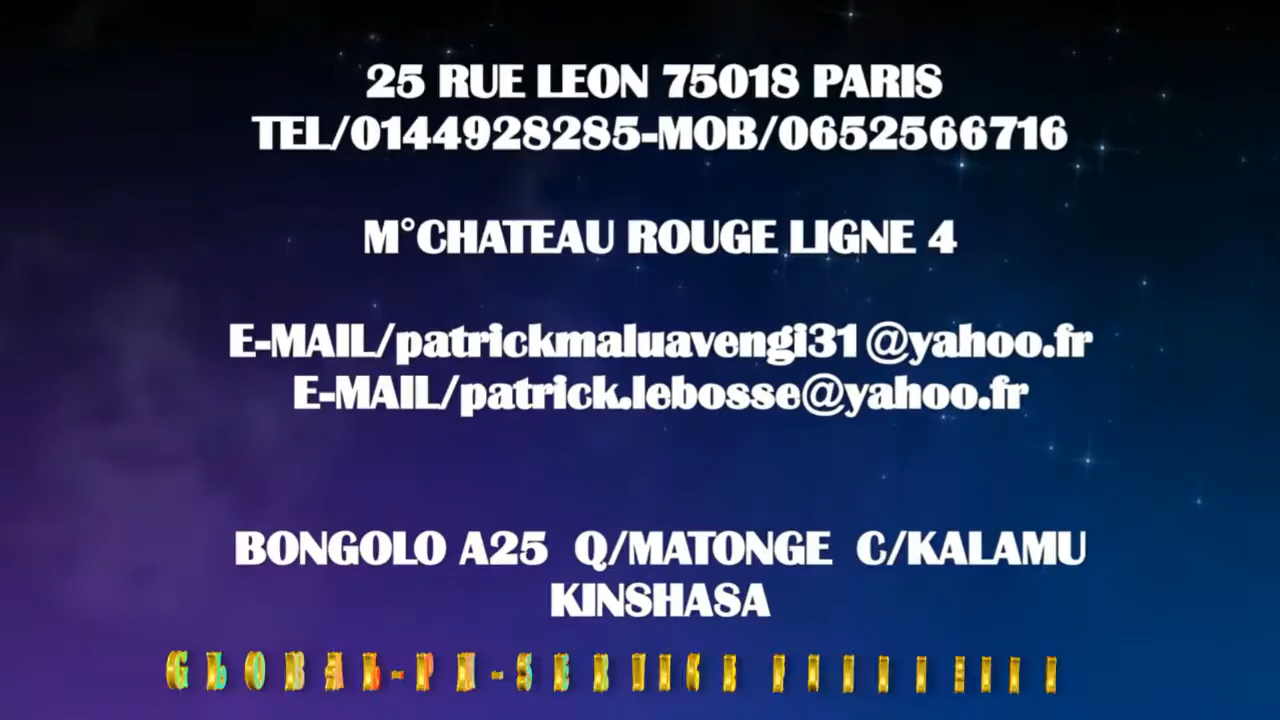 25 RUE LEON 75018 PARIS
TEL/0144928285-MOB/0652566716
M°CHATEAU ROUGE LIGNE 4
E-MAIL/patrickmaluavengi31@yahoo.fr
E-MAIL/patrick.lebosse@yahoo.fr
BONGOLO A25 Q/MATONGE C/KALAMU
KINSHASA
GLOBAL-